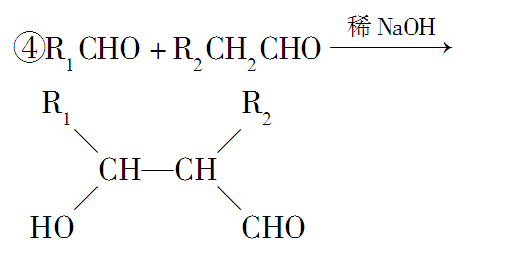 ④R₁CHO + R₂CH₂CHO 稀 NaOH
R₁ R₂
CH—CH
HO CHO